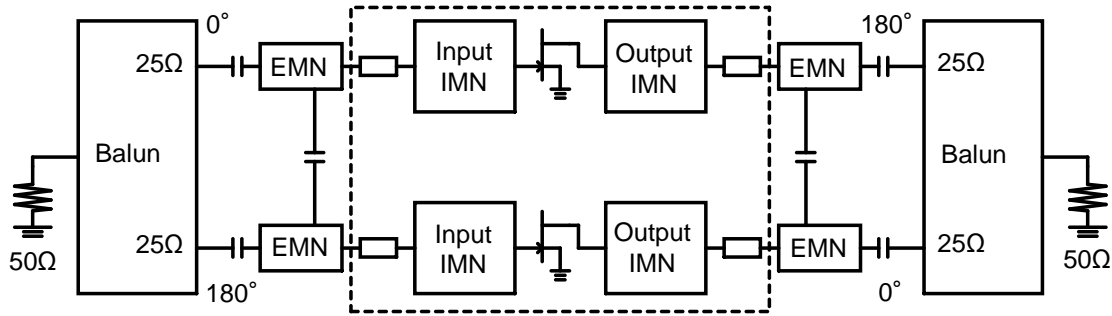 0°
25Ω
EMN
Input
IMN
Output
IMN
EMN
180°
25Ω
Balun
Balun
50Ω
25Ω
EMN
Input
IMN
Output
IMN
EMN
25Ω
50Ω
180°
0°